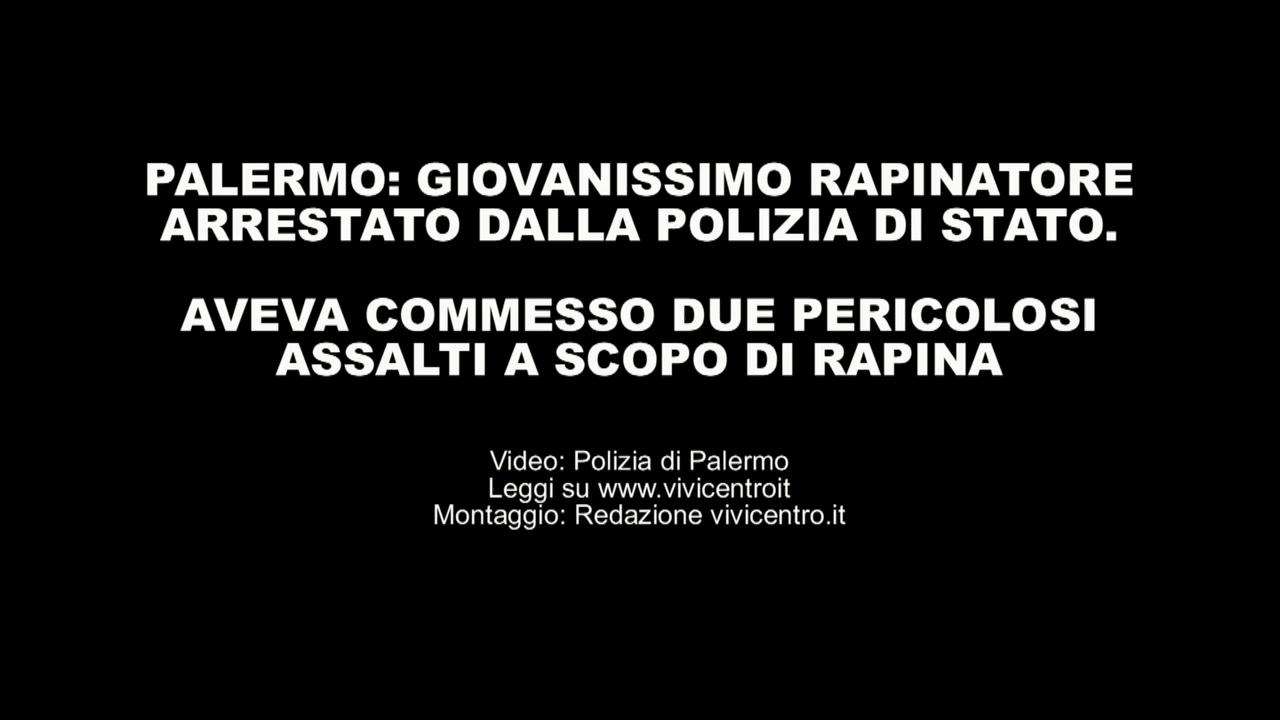 PALERMO: GIOVANISSIMO RAPINATORE
ARRESTATO DALLA POLIZIA DI STATO.
AVEVA COMMESSO DUE PERICOLOSI
ASSALTI A SCOPO DI RAPINA
Video: Polizia di Palermo
Leggi su www.vivicentroit
Montaggio: Redazione vivicentro.it